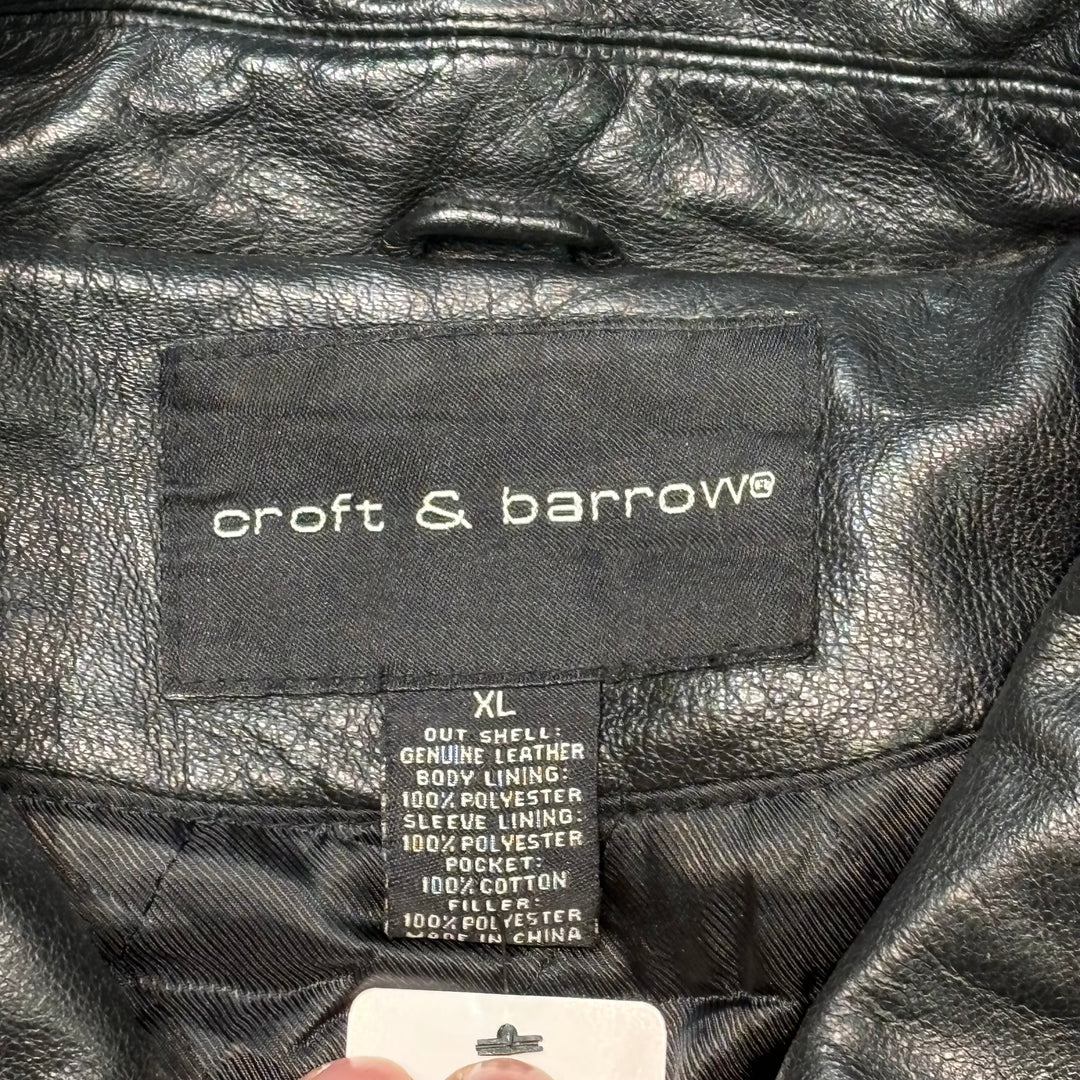 croft & barrow®
XL
OUT SHELL:
GENUINE LEATHER
BODY LINING:
100% POLYESTER
SLEEVE LINING:
100% POLYESTER
POCKET:
100% COTTON
FILLER:
100% POLYESTER
MADE IN CHINA